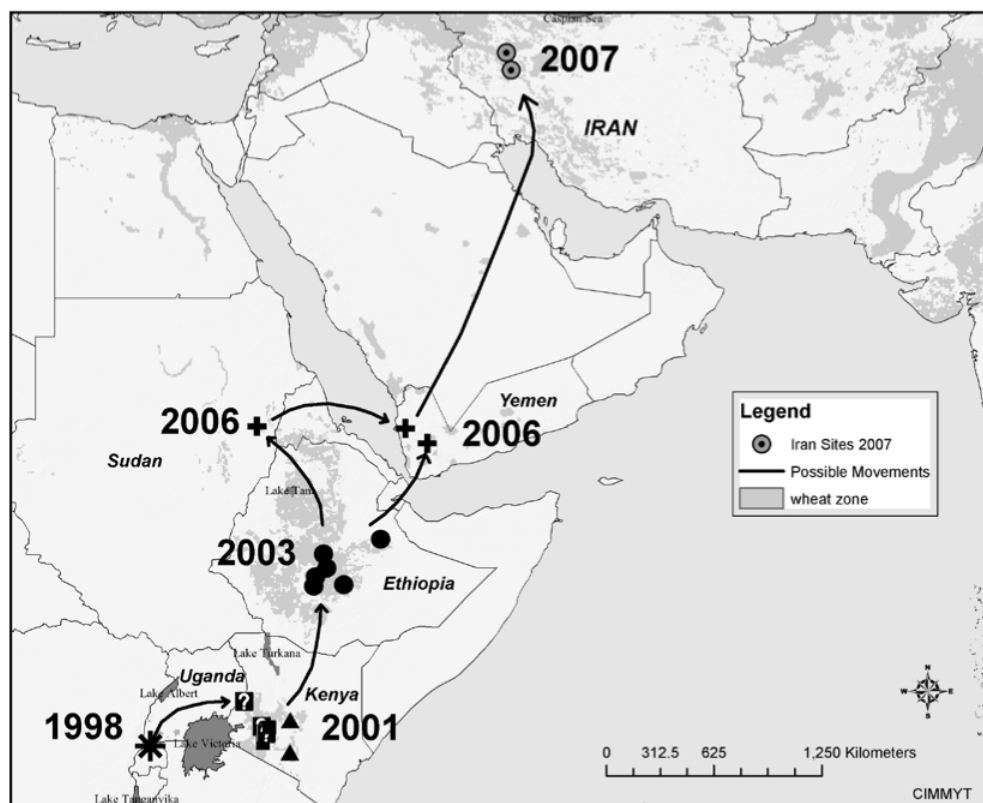 Caspian Sea
2007
IRAN
2006
Yemen
2006
Sudan
Lake Tana
2003
Ethiopia
Lake Turkana
Uganda
?
Kenya
Lake Albert
1998
2001
?
Lake Victoria
Lake Tanganyika
Legend
Iran Sites 2007
Possible Movements
wheat zone
N
W E
S
0 312.5 625 1,250 Kilometers
CIMMYT